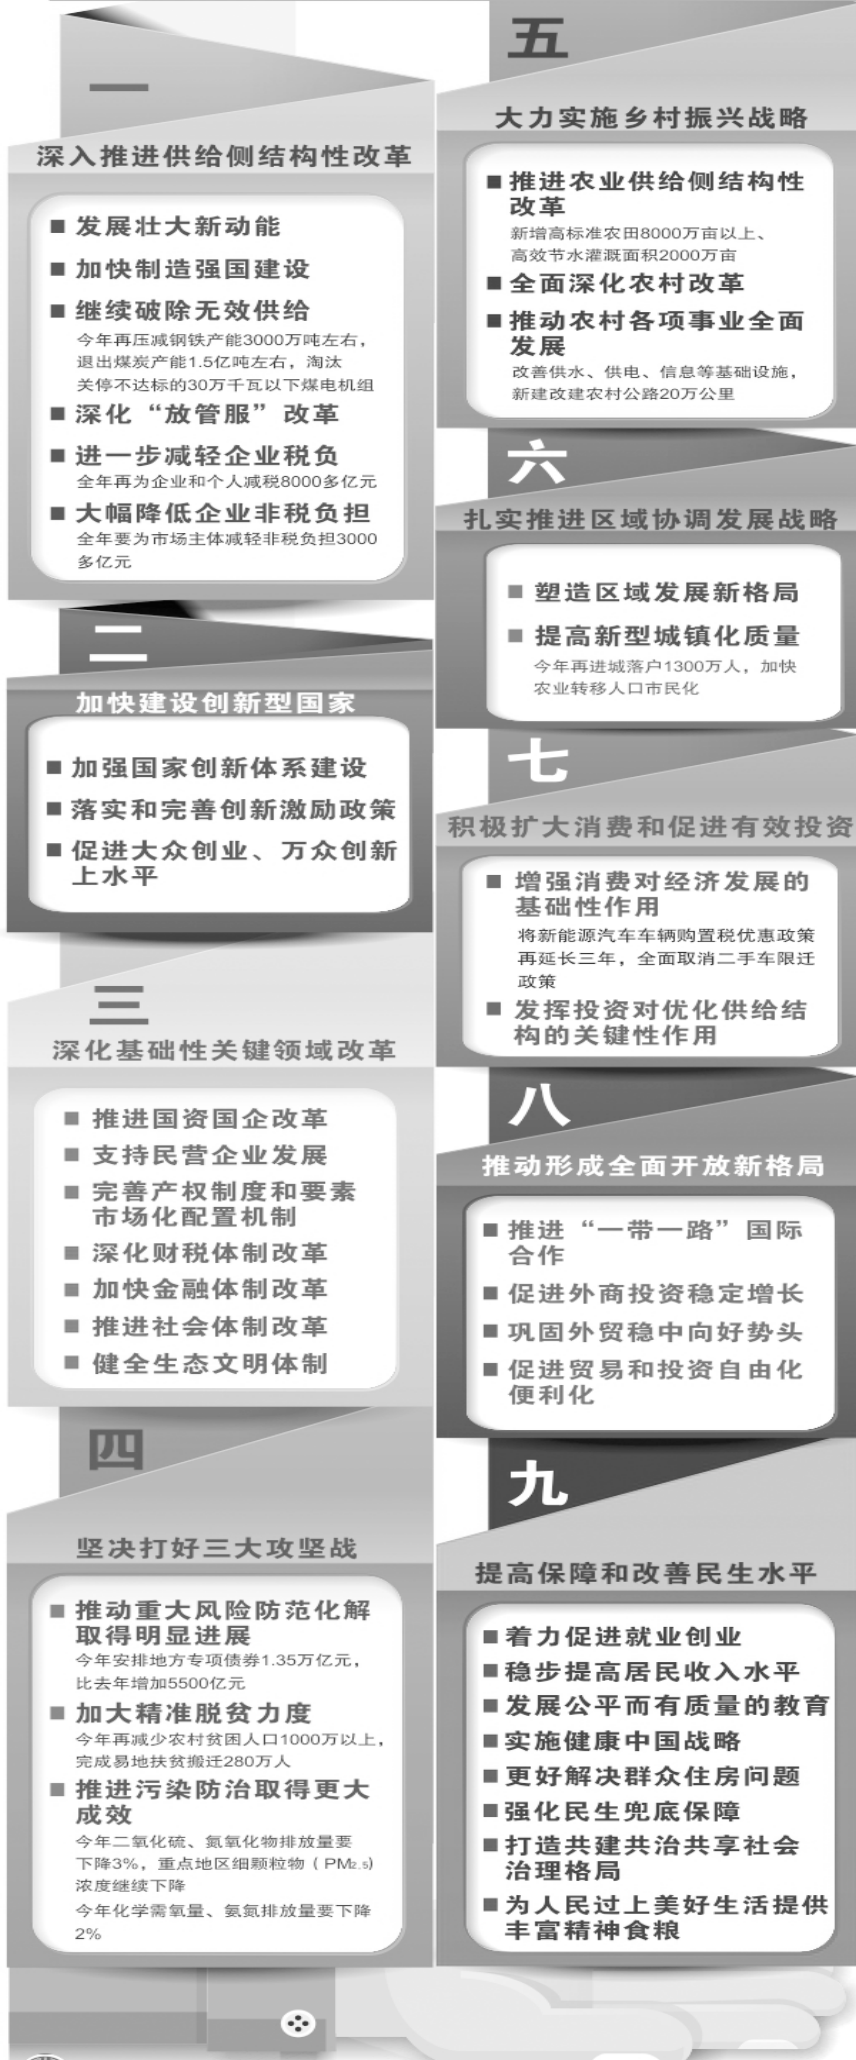 一
深入推进供给侧结构性改革
■ 发展壮大新动能
■ 加快制造强国建设
■ 继续破除无效供给
今年再压减钢铁产能3000万吨左右，
退出煤炭产能1.5亿吨左右，淘汰
关停不达标的30万千瓦以下煤电机组
■ 深化“放管服”改革
■ 进一步减轻企业税负
全年再为企业和个人减税8000多亿元
■ 大幅降低企业非税负担
全年要为市场主体减轻非税负担3000
多亿元
二
加快建设创新型国家
■ 加强国家创新体系建设
■ 落实和完善创新激励政策
■ 促进大众创业、万众创新
上水平
三
深化基础性关键领域改革
■ 推进国资国企改革
■ 支持民营企业发展
■ 完善产权制度和要素
市场化配置机制
■ 深化财税体制改革
■ 加快金融体制改革
■ 推进社会体制改革
■ 健全生态文明体制
四
坚决打好三大攻坚战
■ 推动重大风险防范化解
取得明显进展
今年安排地方专项债券1.35万亿元，
比去年增加5500亿元
■ 加大精准脱贫力度
今年再减少农村贫困人口1000万以上，
完成易地扶贫搬迁280万人
■ 推进污染防治取得更大
成效
今年二氧化硫、氮氧化物排放量要
下降3%，重点地区细颗粒物（PM2.5）
浓度继续下降
今年化学需氧量、氨氮排放量要下降
2%
五
大力实施乡村振兴战略
■ 推进农业供给侧结构性
改革
新增高标准农田8000万亩以上、
高效节水灌溉面积2000万亩
■ 全面深化农村改革
■ 推动农村各项事业全面
发展
改善供水、供电、信息等基础设施，
新建改建农村公路20万公里
六
扎实推进区域协调发展战略
■ 塑造区域发展新格局
■ 提高新型城镇化质量
今年再进城落户1300万人，加快
农业转移人口市民化
七
积极扩大消费和促进有效投资
■ 增强消费对经济发展的
基础性作用
将新能源汽车车辆购置税优惠政策
再延长三年，全面取消二手车限迁
政策
■ 发挥投资对优化供给结
构的关键性作用
八
推动形成全面开放新格局
■ 推进“一带一路”国际
合作
■ 促进外商投资稳定增长
■ 巩固外贸稳中向好势头
■ 促进贸易和投资自由化
便利化
九
提高保障和改善民生水平
■ 着力促进就业创业
■ 稳步提高居民收入水平
■ 发展公平而有质量的教育
■ 实施健康中国战略
■ 更好解决群众住房问题
■ 强化民生兜底保障
■ 打造共建共治共享社会
治理格局
■ 为人民过上美好生活提供
丰富精神食粮